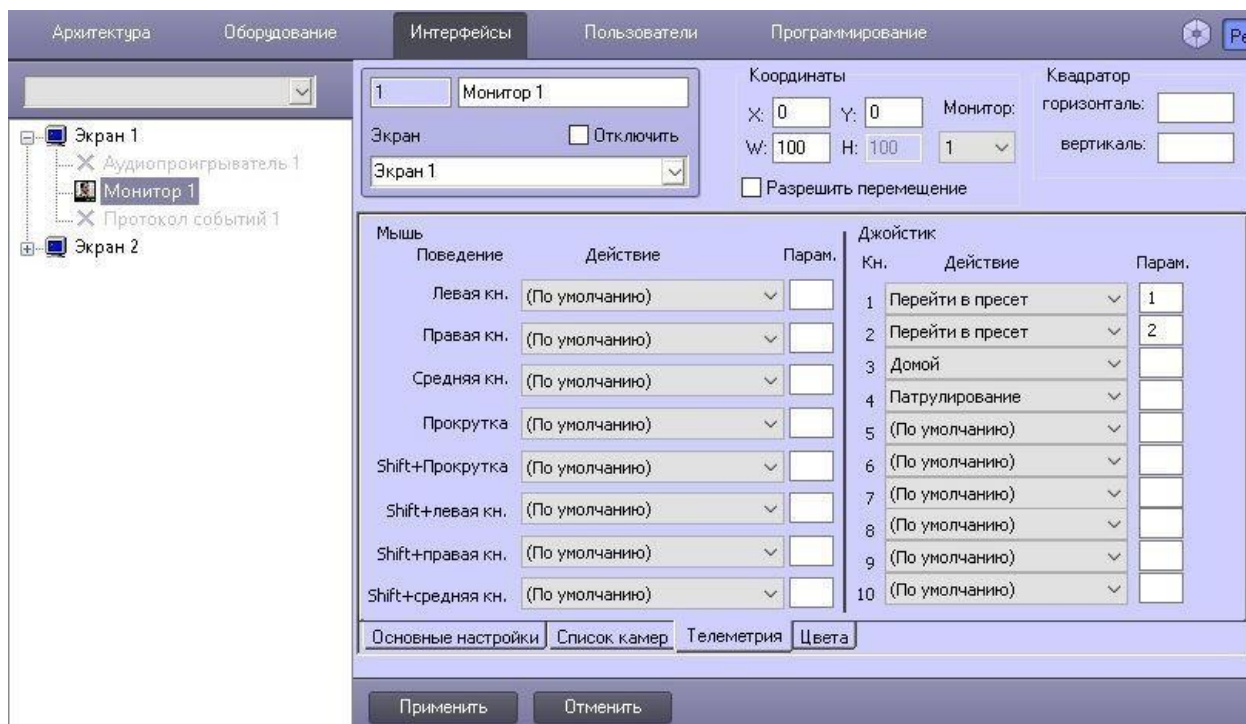 Архитектура Оборудование Интерфейсы Пользователи Программирование
1 Монитор 1
Экран Отключить
Экран 1
Координаты
X: 0 Y: 0 Монитор:
W: 100 H: 100 1
Разрешить перемещение
Квадратор
горизонталь:
вертикаль:
Экран 1
Аудиопроигрыватель 1
Монитор 1
Протокол событий 1
Экран 2
Мышь
Поведение Действие Парам.
Левая кн. (По умолчанию)
Правая кн. (По умолчанию)
Средняя кн. (По умолчанию)
Прокрутка (По умолчанию)
Shift+Прокрутка (По умолчанию)
Shift+левая кн. (По умолчанию)
Shift+правая кн. (По умолчанию)
Shift+средняя кн. (По умолчанию)
Джойстик
Кн. Действие Парам.
1 Перейти в пресет 1
2 Перейти в пресет 2
3 Домой
4 Патрулирование
5 (По умолчанию)
6 (По умолчанию)
7 (По умолчанию)
8 (По умолчанию)
9 (По умолчанию)
10 (По умолчанию)
Основные настройки Список камер Телеметрия Цвета
Применить Отменить